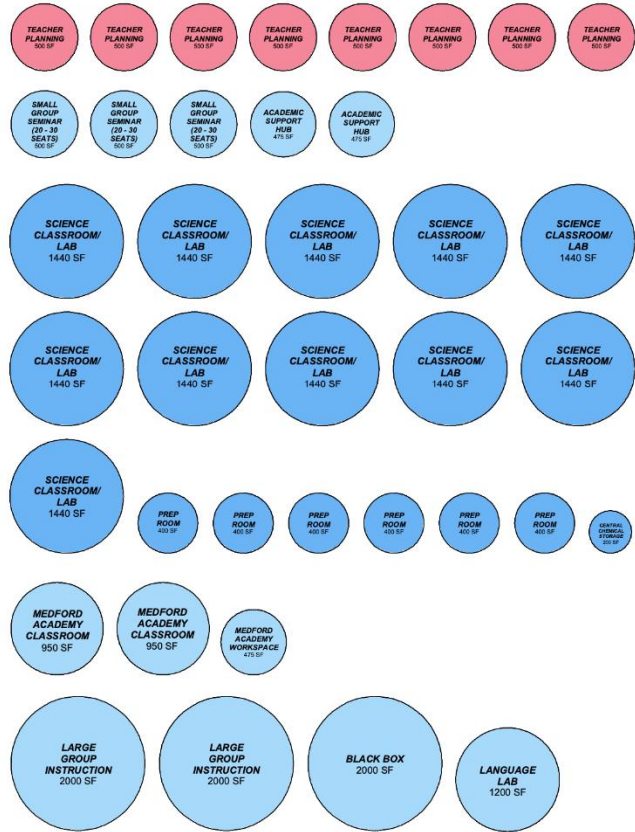 TEACHER PLANNING 500 SF
TEACHER PLANNING 500 SF
TEACHER PLANNING 500 SF
TEACHER PLANNING 500 SF
TEACHER PLANNING 500 SF
TEACHER PLANNING 500 SF
TEACHER PLANNING 500 SF
TEACHER PLANNING 500 SF
SMALL GROUP SEMINAR (20 - 30 SEATS) 500 SF
SMALL GROUP SEMINAR (20 - 30 SEATS) 500 SF
SMALL GROUP SEMINAR (20 - 30 SEATS) 500 SF
ACADEMIC SUPPORT HUB 475 SF
ACADEMIC SUPPORT HUB 475 SF
SCIENCE CLASSROOM/ LAB 1440 SF
SCIENCE CLASSROOM/ LAB 1440 SF
SCIENCE CLASSROOM/ LAB 1440 SF
SCIENCE CLASSROOM/ LAB 1440 SF
SCIENCE CLASSROOM/ LAB 1440 SF
SCIENCE CLASSROOM/ LAB 1440 SF
SCIENCE CLASSROOM/ LAB 1440 SF
SCIENCE CLASSROOM/ LAB 1440 SF
SCIENCE CLASSROOM/ LAB 1440 SF
SCIENCE CLASSROOM/ LAB 1440 SF
SCIENCE CLASSROOM/ LAB 1440 SF
PREP ROOM 400 SF
PREP ROOM 400 SF
PREP ROOM 400 SF
PREP ROOM 400 SF
PREP ROOM 400 SF
PREP ROOM 400 SF
CENTRAL CHEMICAL STORAGE 200 SF
MEDFORD ACADEMY CLASSROOM 950 SF
MEDFORD ACADEMY CLASSROOM 950 SF
MEDFORD ACADEMY WORKSPACE 475 SF
LARGE GROUP INSTRUCTION 2000 SF
LARGE GROUP INSTRUCTION 2000 SF
BLACK BOX 2000 SF
LANGUAGE LAB 1200 SF